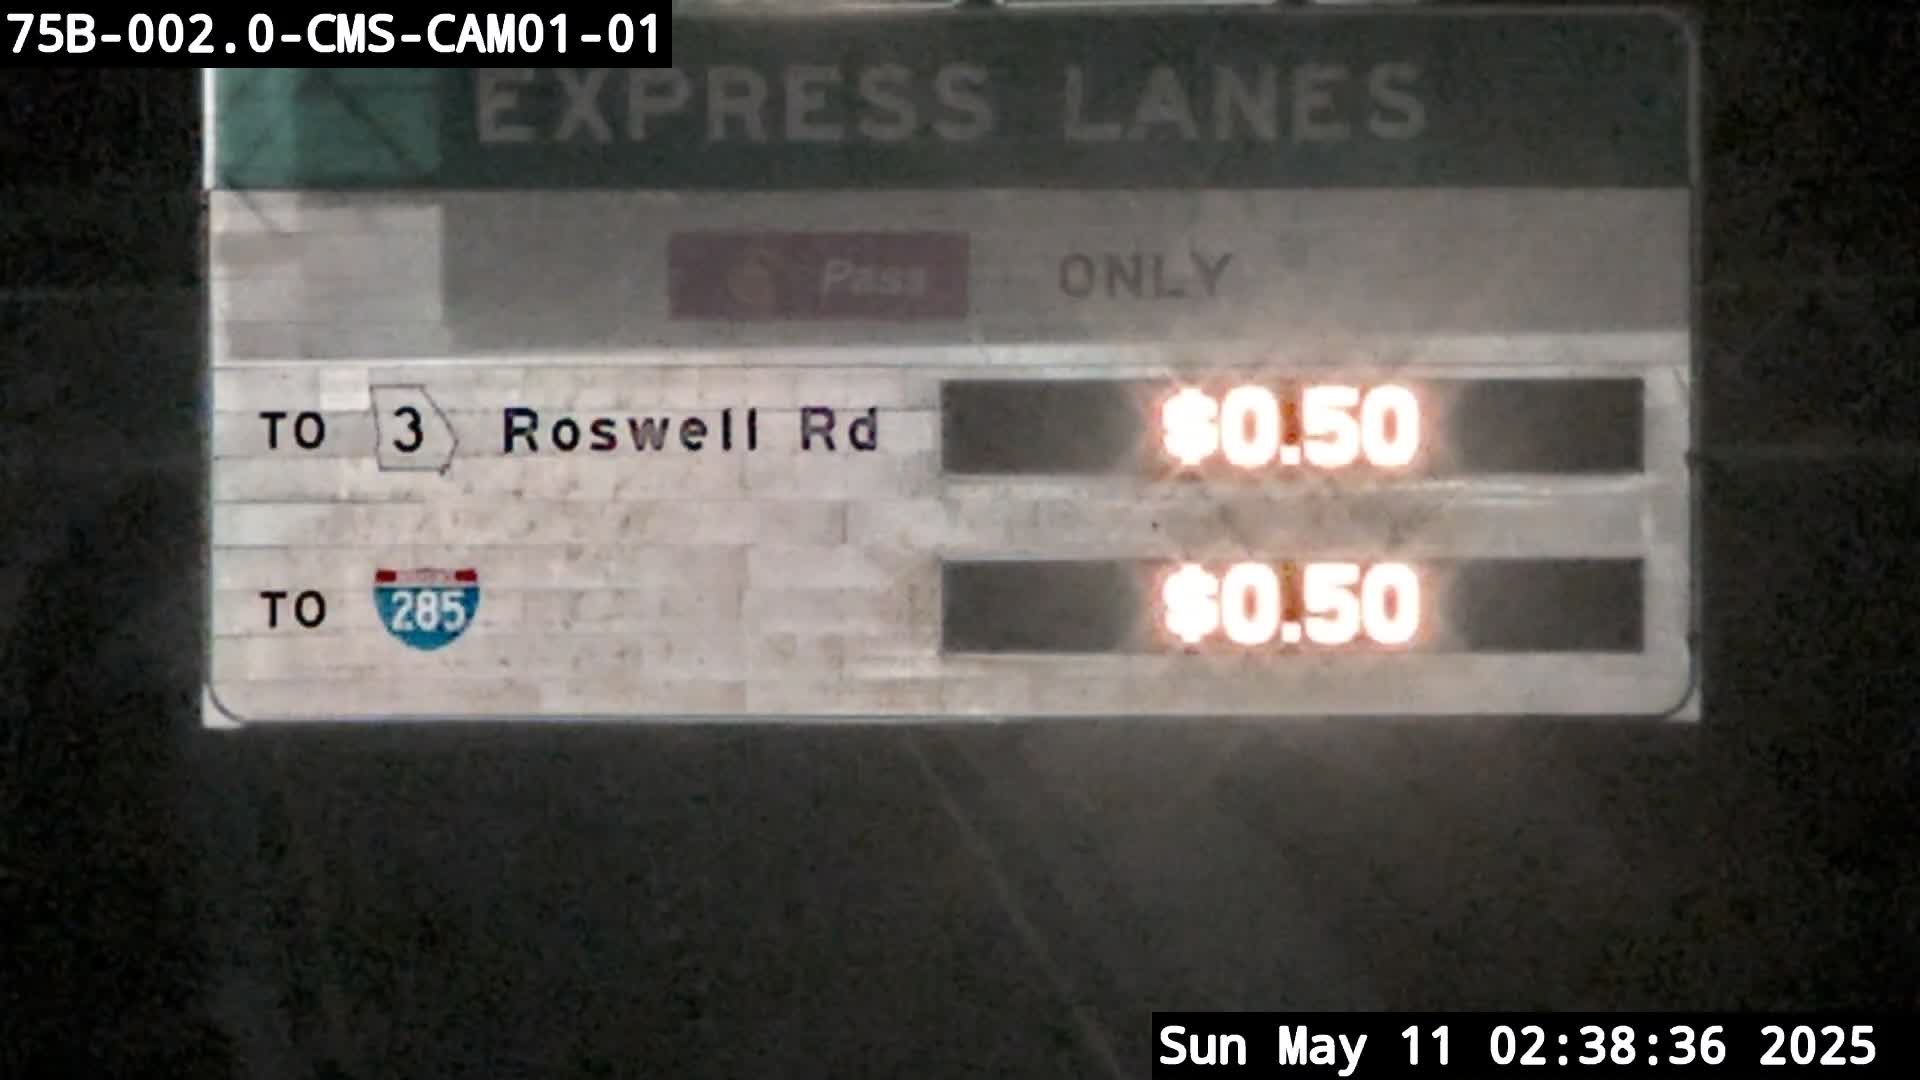 75B-002.0-CMS-CAM01-01
EXPRESS LANES
Pass ONLY
TO 3 Roswell Rd $0.50
TO 285 $0.50
Sun May 11 02:38:36 2025